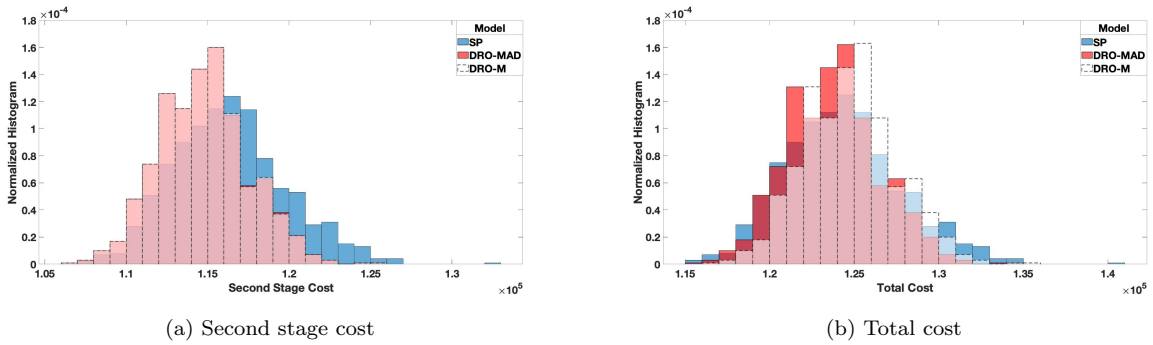 1.8 ×10⁻⁴
1.6
1.4
1.2
1
0.8
0.6
0.4
0.2
0
Normalized Histogram
Model
SP
DRO-MAD
DRO-M
1.05 1.1 1.15 1.2 1.25 1.3
Second Stage Cost
×10⁵
(a) Second stage cost
1.8 ×10⁻⁴
1.6
1.4
1.2
1
0.8
0.6
0.4
0.2
0
Normalized Histogram
Model
SP
DRO-MAD
DRO-M
1.15 1.2 1.25 1.3 1.35 1.4
Total Cost
×10⁵
(b) Total cost